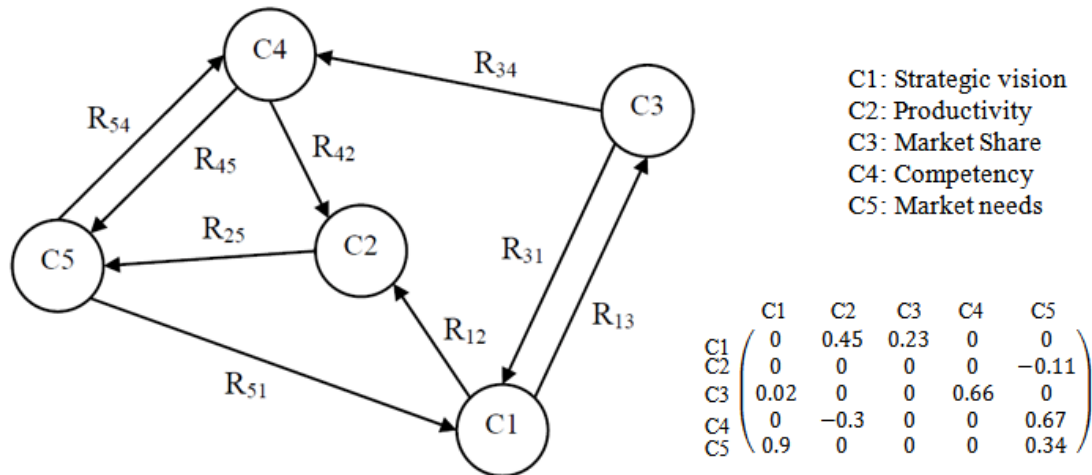 C4
R34
C3
R54
R45
R42
R25
C5
C2
R31
R13
R12
R51
C1
C1: Strategic vision
C2: Productivity
C3: Market Share
C4: Competency
C5: Market needs
C1 C2 C3 C4 C5
C1 0 0.45 0.23 0 0
C2 0 0 0 0 −0.11
C3 0.02 0 0 0.66 0
C4 0 −0.3 0 0 0.67
C5 0.9 0 0 0 0.34